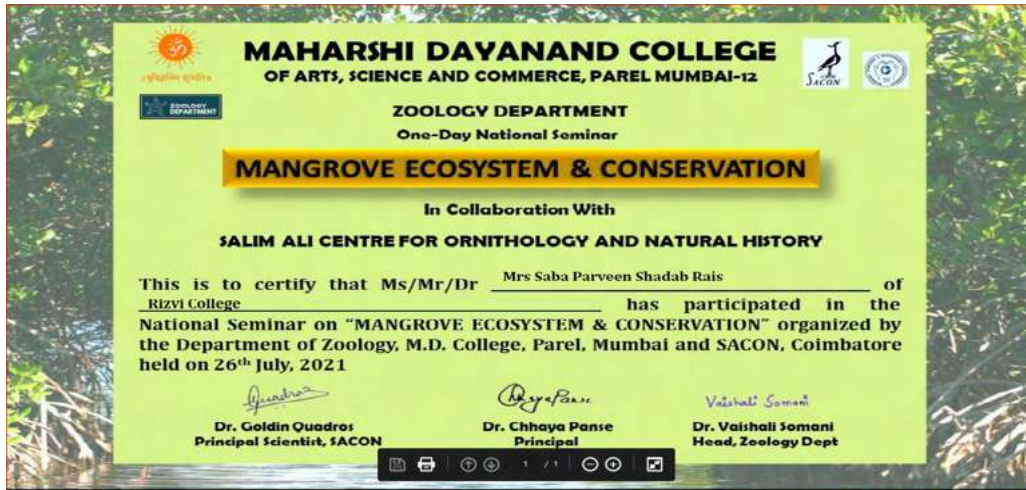 MAHARSHI DAYANAND COLLEGE
OF ARTS, SCIENCE AND COMMERCE, PAREL MUMBAI-12
SACON
ZOOLOGY
DEPARTMENT
ZOOLOGY DEPARTMENT
One-Day National Seminar
MANGROVE ECOSYSTEM & CONSERVATION
In Collaboration With
SALIM ALI CENTRE FOR ORNITHOLOGY AND NATURAL HISTORY
This is to certify that Ms/Mr/Dr Mrs Saba Parveen Shadab Rais of
Rizvi College has participated in the
National Seminar on “MANGROVE ECOSYSTEM & CONSERVATION” organized by
the Department of Zoology, M.D. College, Parel, Mumbai and SACON, Coimbatore
held on 26th July, 2021
Quadros
Chhaya Panse
Vaishali Somani
Dr. Goldin Quadros
Dr. Chhaya Panse
Dr. Vaishali Somani
Principal Scientist, SACON
Principal
Head, Zoology Dept
1 / 1